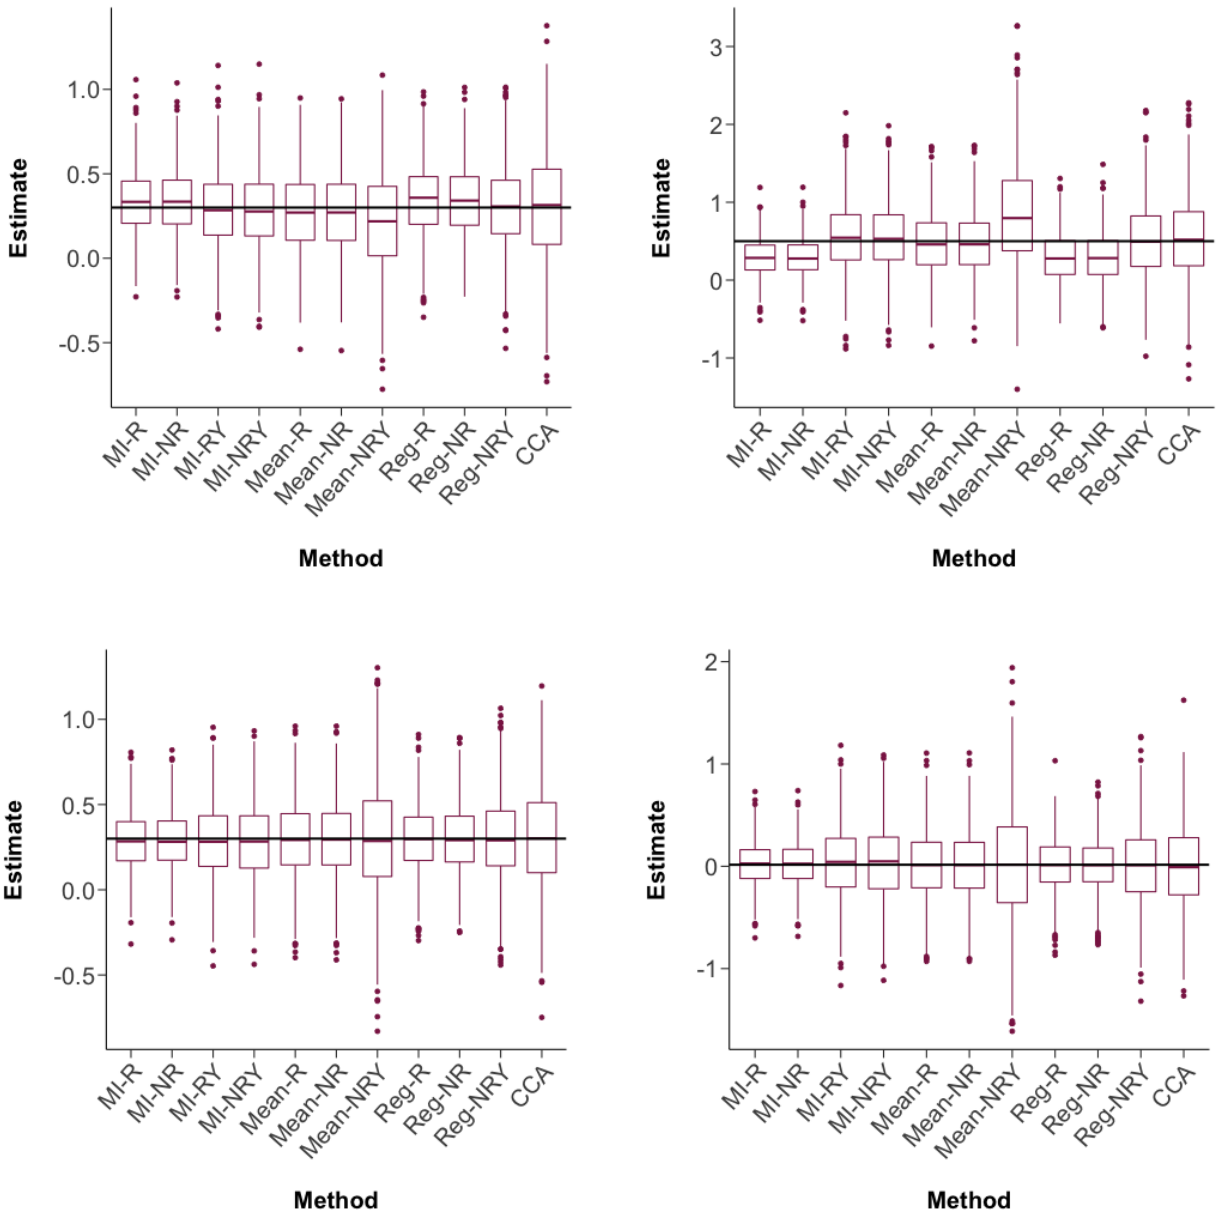 Estimate
1.0
0.5
0.0
-0.5
MI-R
MI-NR
MI-RY
MI-NRY
Mean-R
Mean-NR
Mean-NRY
Reg-R
Reg-NR
Reg-NRY
CCA
Method
Estimate
3
2
1
0
-1
MI-R
MI-NR
MI-RY
MI-NRY
Mean-R
Mean-NR
Mean-NRY
Reg-R
Reg-NR
Reg-NRY
CCA
Method
Estimate
1.0
0.5
0.0
-0.5
MI-R
MI-NR
MI-RY
MI-NRY
Mean-R
Mean-NR
Mean-NRY
Reg-R
Reg-NR
Reg-NRY
CCA
Method
Estimate
2
1
0
-1
MI-R
MI-NR
MI-RY
MI-NRY
Mean-R
Mean-NR
Mean-NRY
Reg-R
Reg-NR
Reg-NRY
CCA
Method